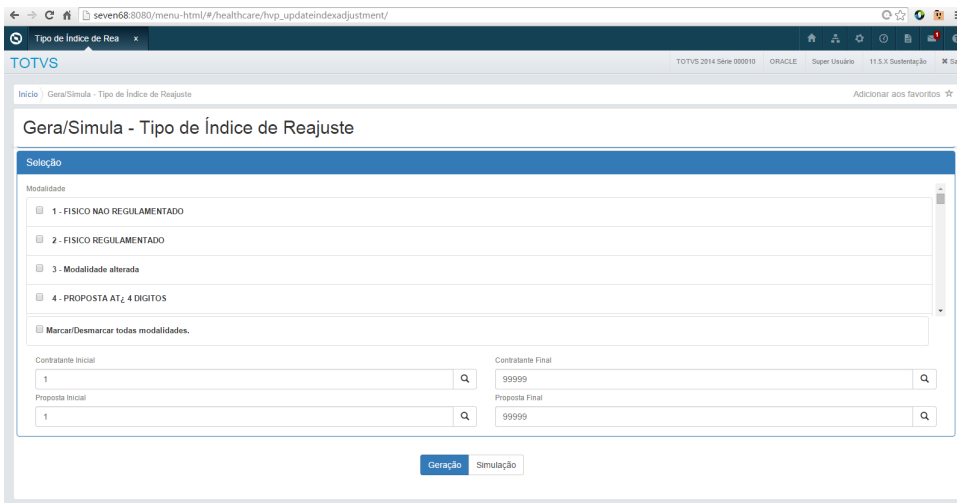 seven68:8080/menu-html/#/healthcare/hvp_updateindexadjustment/
Tipo de Índice de Rea x
1
TOTVS
TOTVS 2014 Série 000010 ORACLE Super Usuário 11.5.X Sustentação Sa
Início Gera/Simula - Tipo de Índice de Reajuste Adicionar aos favoritos
Gera/Simula - Tipo de Índice de Reajuste
Seleção
Modalidade
1 - FISICO NAO REGULAMENTADO
2 - FISICO REGULAMENTADO
3 - Modalidade alterada
4 - PROPOSTA AT¿ 4 DIGITOS
Marcar/Desmarcar todas modalidades.
Contratante Inicial Contratante Final
1 99999
Proposta Inicial Proposta Final
1 99999
Geração Simulação